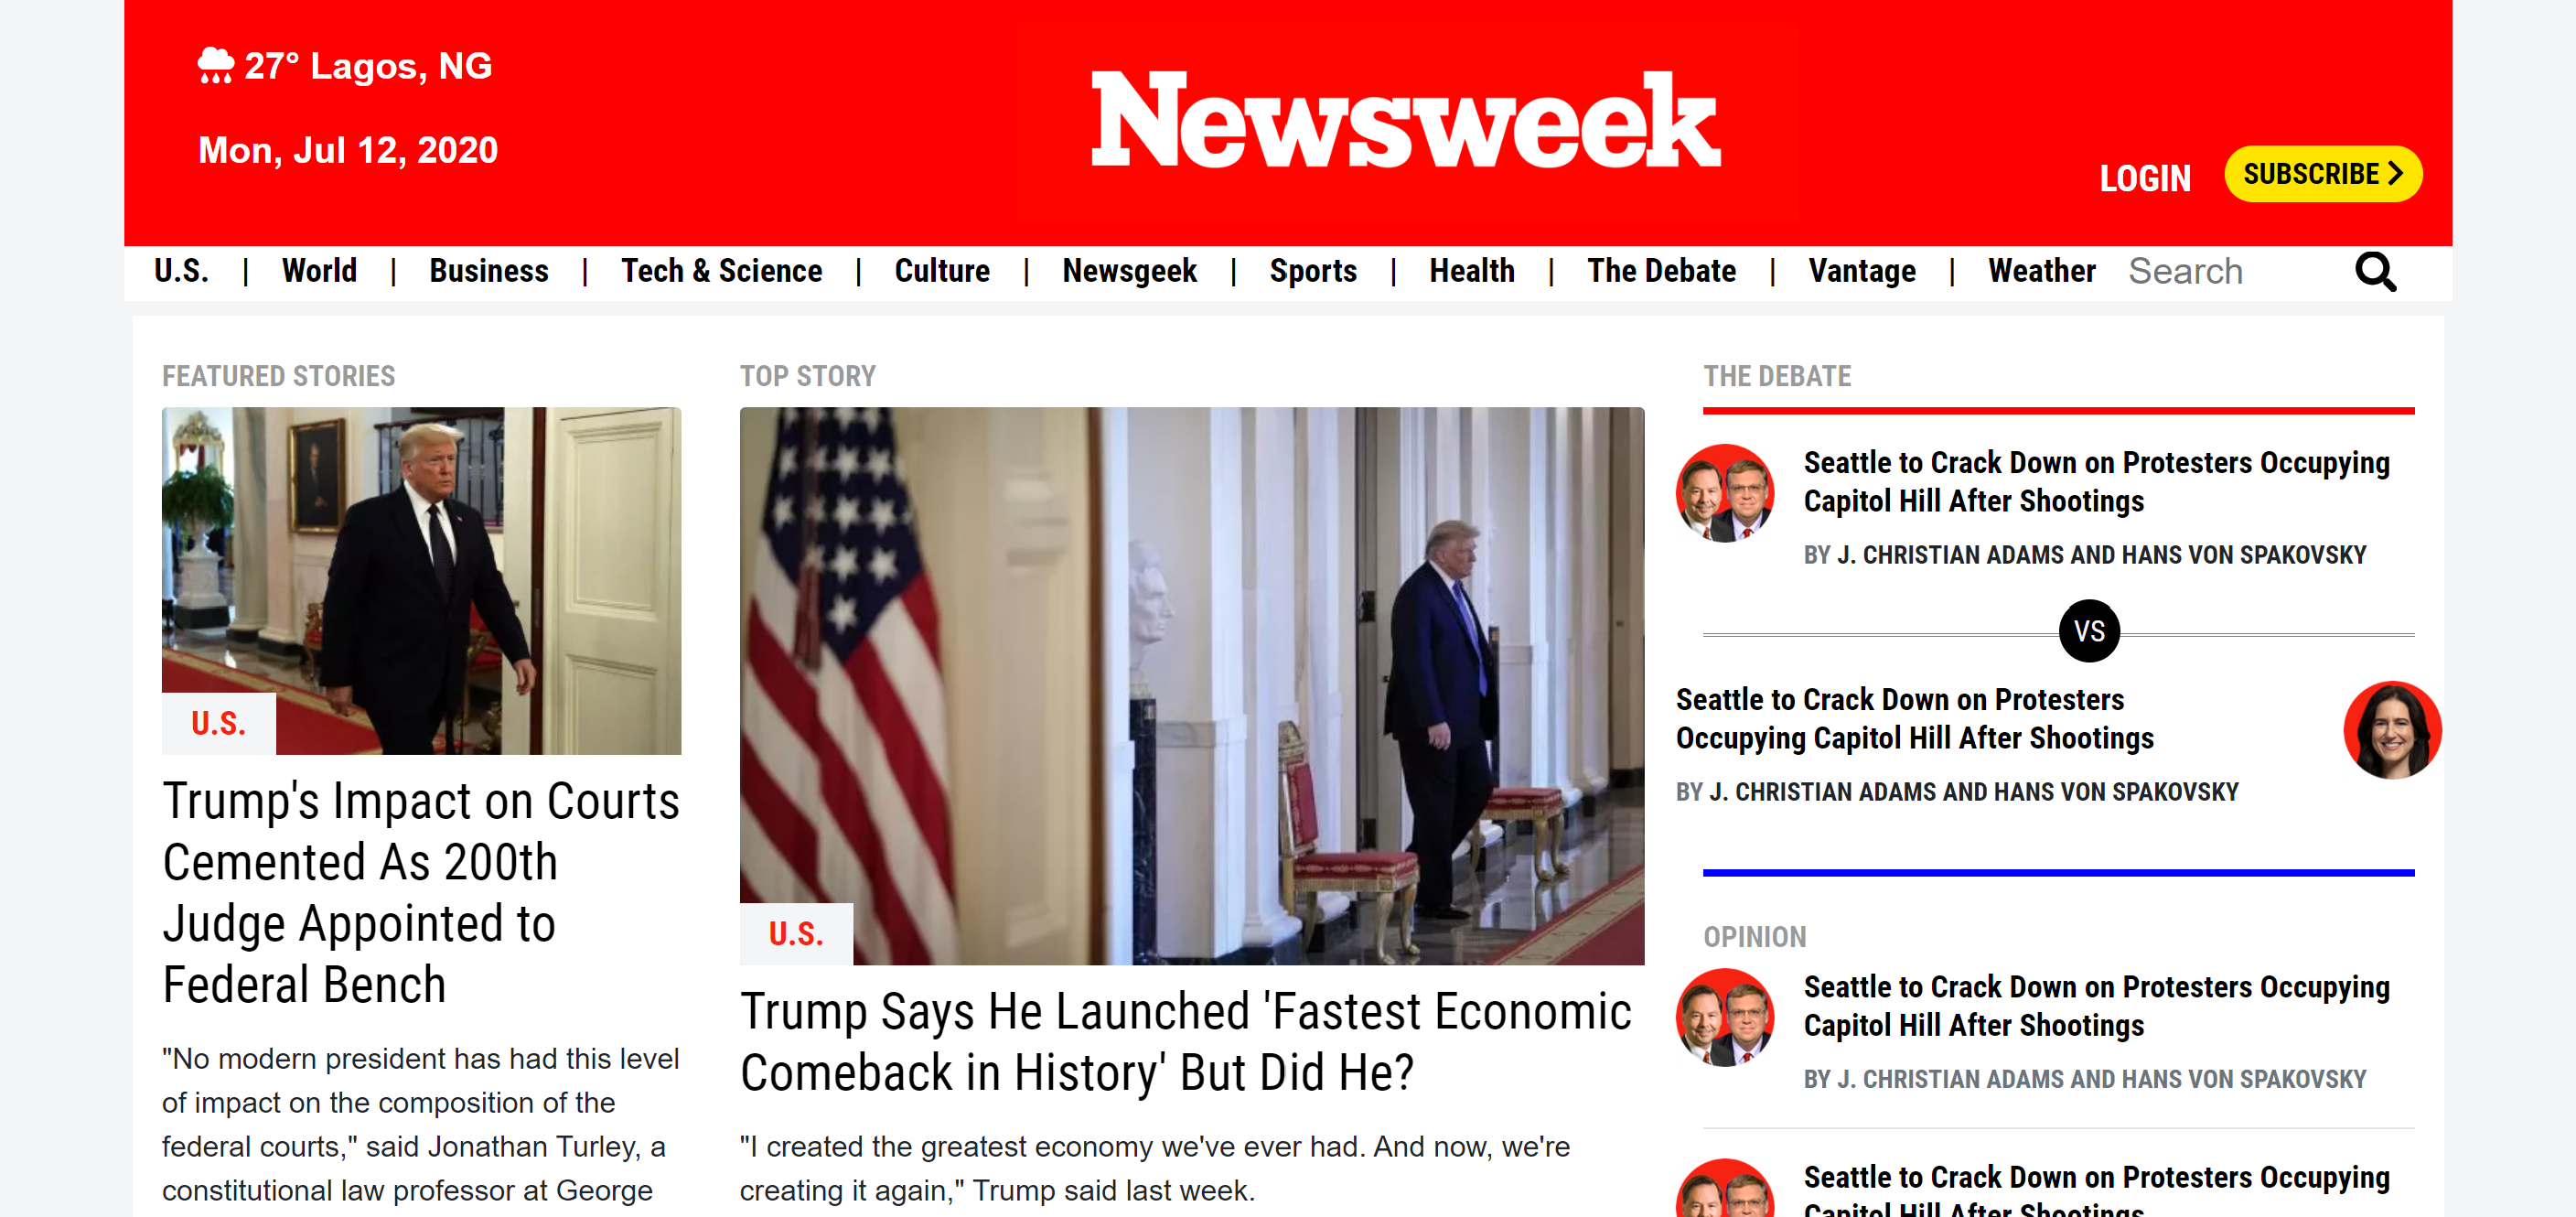 27° Lagos, NG
Mon, Jul 12, 2020
Newsweek
LOGIN
SUBSCRIBE
U.S. | World | Business | Tech & Science | Culture | Newsgeek | Sports | Health | The Debate | Vantage | Weather
Search
FEATURED STORIES
U.S.
Trump's Impact on Courts
Cemented As 200th
Judge Appointed to
Federal Bench
"No modern president has had this level
of impact on the composition of the
federal courts," said Jonathan Turley, a
constitutional law professor at George
TOP STORY
U.S.
Trump Says He Launched 'Fastest Economic
Comeback in History' But Did He?
"I created the greatest economy we've ever had. And now, we're
creating it again," Trump said last week.
THE DEBATE
Seattle to Crack Down on Protesters Occupying
Capitol Hill After Shootings
BY J. CHRISTIAN ADAMS AND HANS VON SPAKOVSKY
VS
Seattle to Crack Down on Protesters
Occupying Capitol Hill After Shootings
BY J. CHRISTIAN ADAMS AND HANS VON SPAKOVSKY
OPINION
Seattle to Crack Down on Protesters Occupying
Capitol Hill After Shootings
BY J. CHRISTIAN ADAMS AND HANS VON SPAKOVSKY
Seattle to Crack Down on Protesters Occupying
Capitol Hill After Shootings